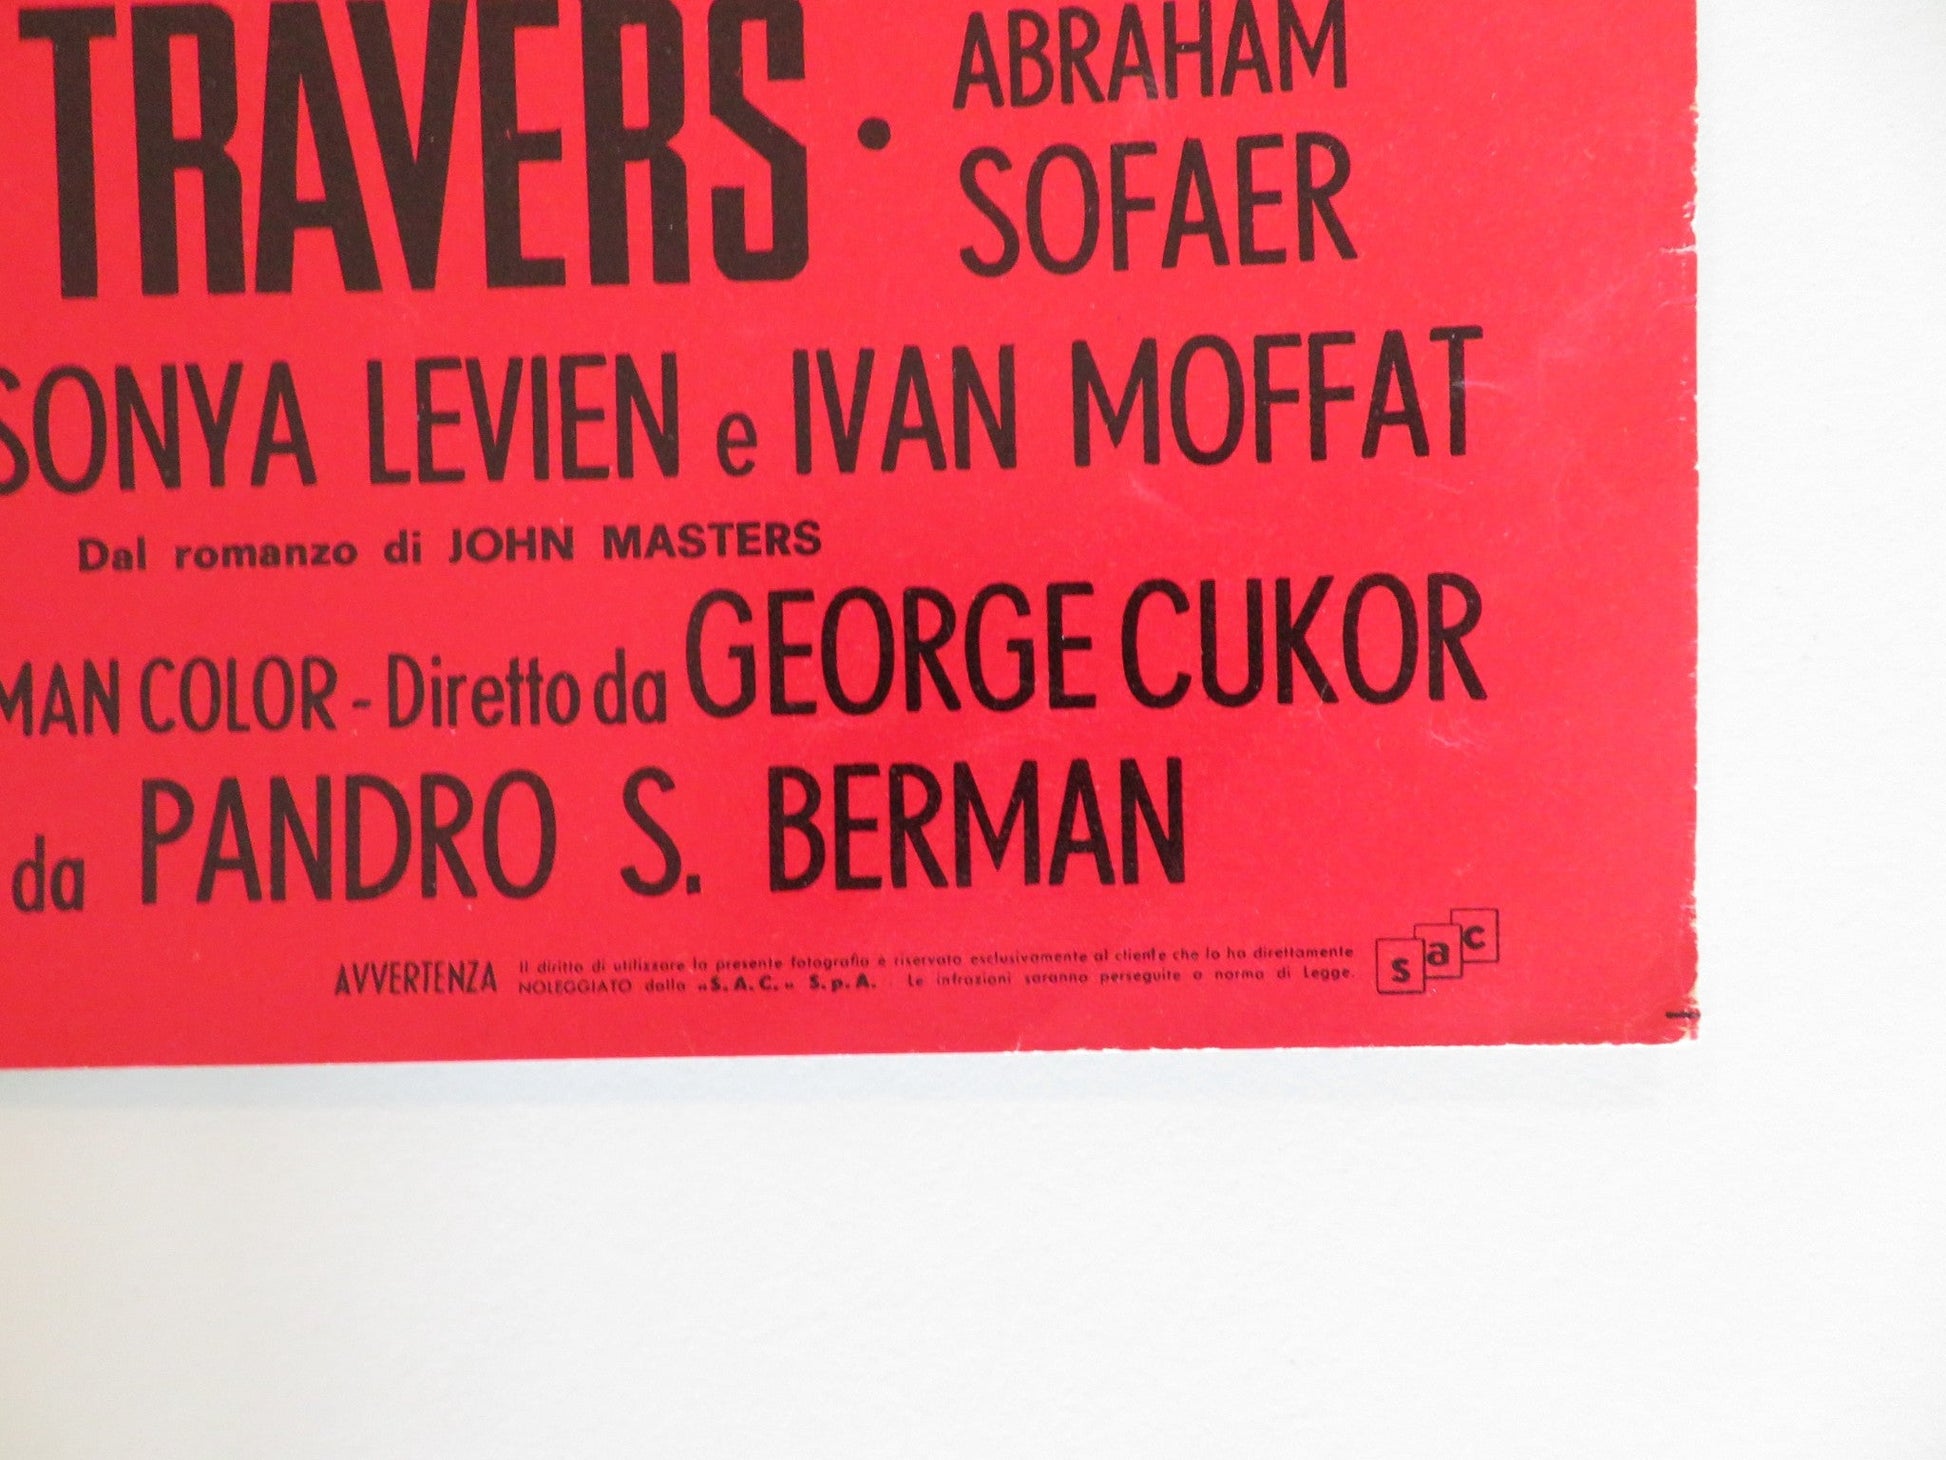 TRAVERS · ABRAHAM
SOFAER
SONYA LEVIEN e IVAN MOFFAT
Dal romanzo di JOHN MASTERS
MAN COLOR - Diretto da GEORGE CUKOR
da PANDRO S. BERMAN
AVVERTENZA Il diritto di utilizzare la presente fotografia è riservato esclusivamente al cliente che lo ha direttamente
NOLEGGIATO dalla «S.A.C.» S.p.A. Le infrazioni saranno perseguite a norma di Legge.
sac